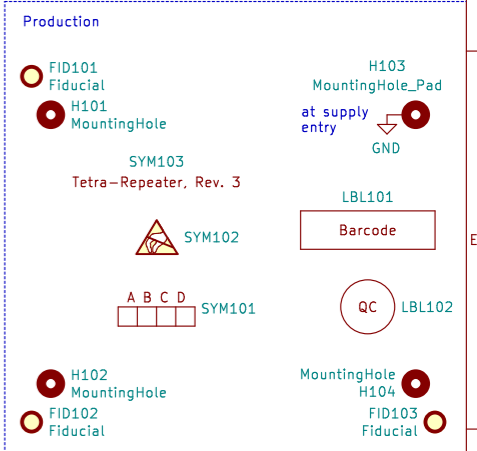 Production
FID101
Fiducial
H101
MountingHole
H103
MountingHole_Pad
at supply
entry
GND
SYM103
Tetra-Repeater, Rev. 3
SYM102
LBL101
Barcode
A B C D
SYM101
QC
LBL102
E
H102
MountingHole
MountingHole
H104
FID102
Fiducial
FID103
Fiducial